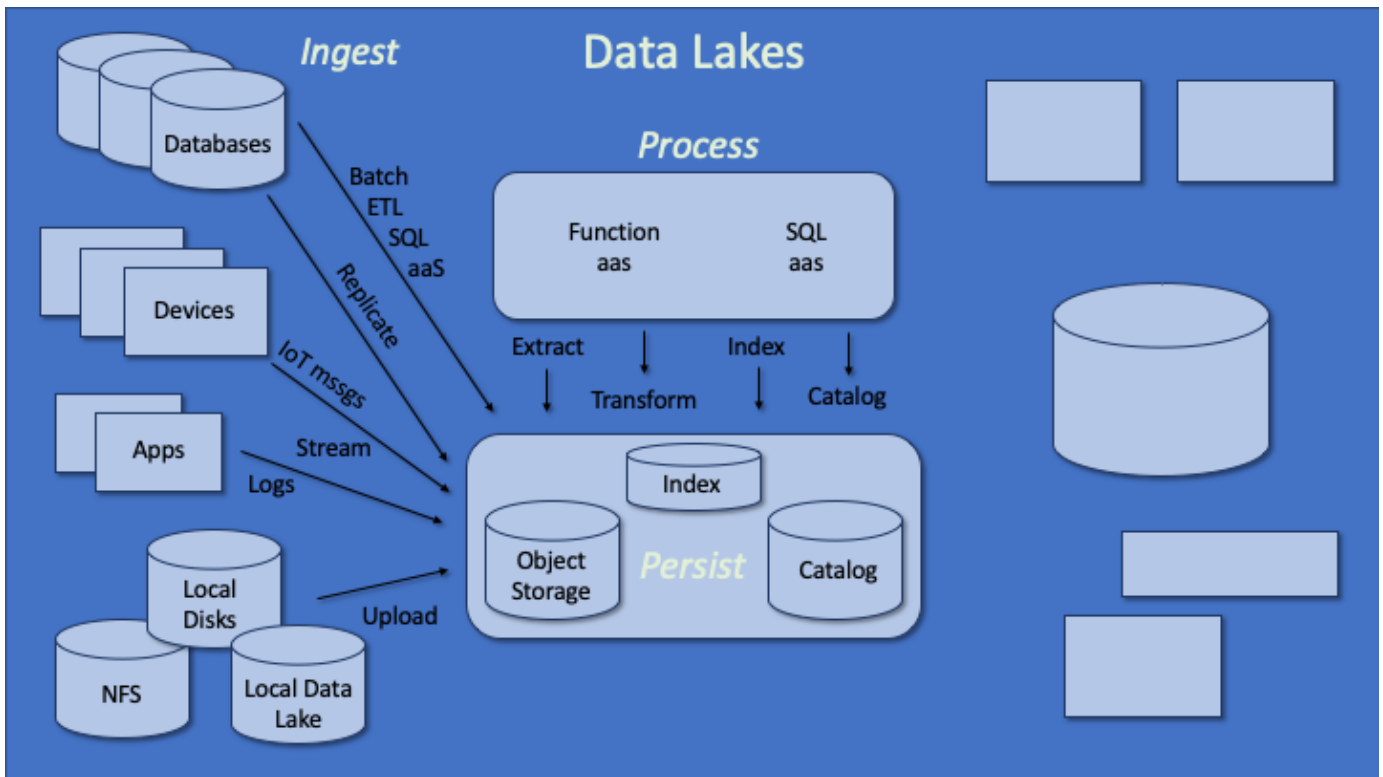 Ingest
Data Lakes
Databases
Process
Batch
ETL
SQL
aaS
Function
aas
SQL
aas
Replicate
Devices
IoT mssgs
Extract
Index
Transform
Catalog
Apps
Stream
Logs
Index
Object
Storage
Persist
Catalog
Local
Disks
Upload
NFS
Local Data
Lake